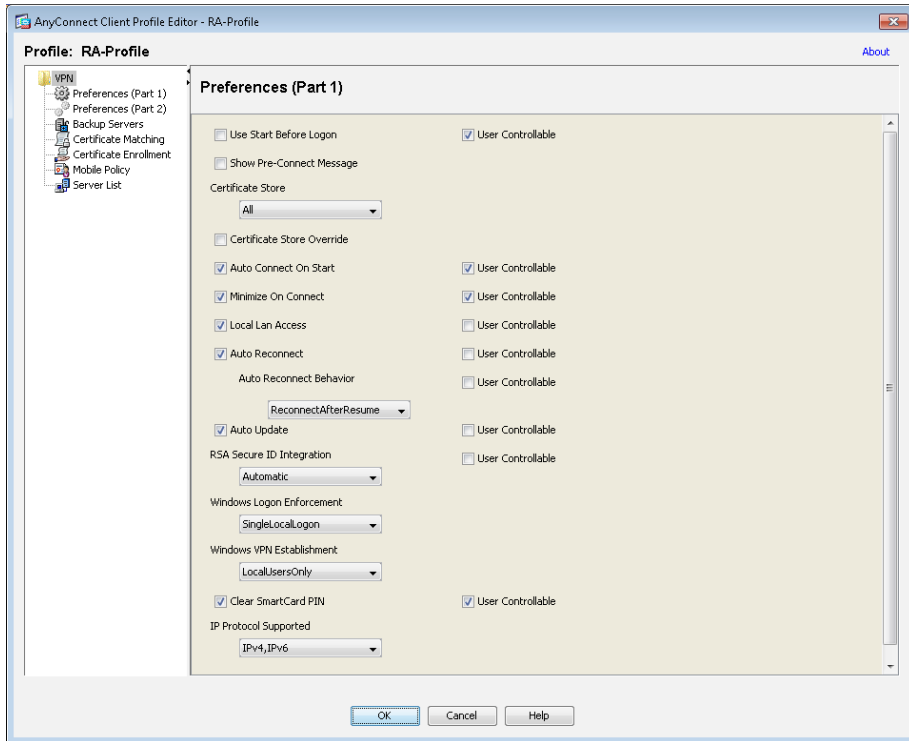 AnyConnect Client Profile Editor - RA-Profile
Profile: RA-Profile
About
VPN
Preferences (Part 1)
Preferences (Part 2)
Backup Servers
Certificate Matching
Certificate Enrollment
Mobile Policy
Server List
Preferences (Part 1)
Use Start Before Logon User Controllable
Show Pre-Connect Message
Certificate Store
All
Certificate Store Override
Auto Connect On Start User Controllable
Minimize On Connect User Controllable
Local Lan Access User Controllable
Auto Reconnect User Controllable
Auto Reconnect Behavior User Controllable
ReconnectAfterResume
Auto Update User Controllable
RSA Secure ID Integration User Controllable
Automatic
Windows Logon Enforcement
SingleLocalLogon
Windows VPN Establishment
LocalUsersOnly
Clear SmartCard PIN User Controllable
IP Protocol Supported
IPv4,IPv6
OK Cancel Help